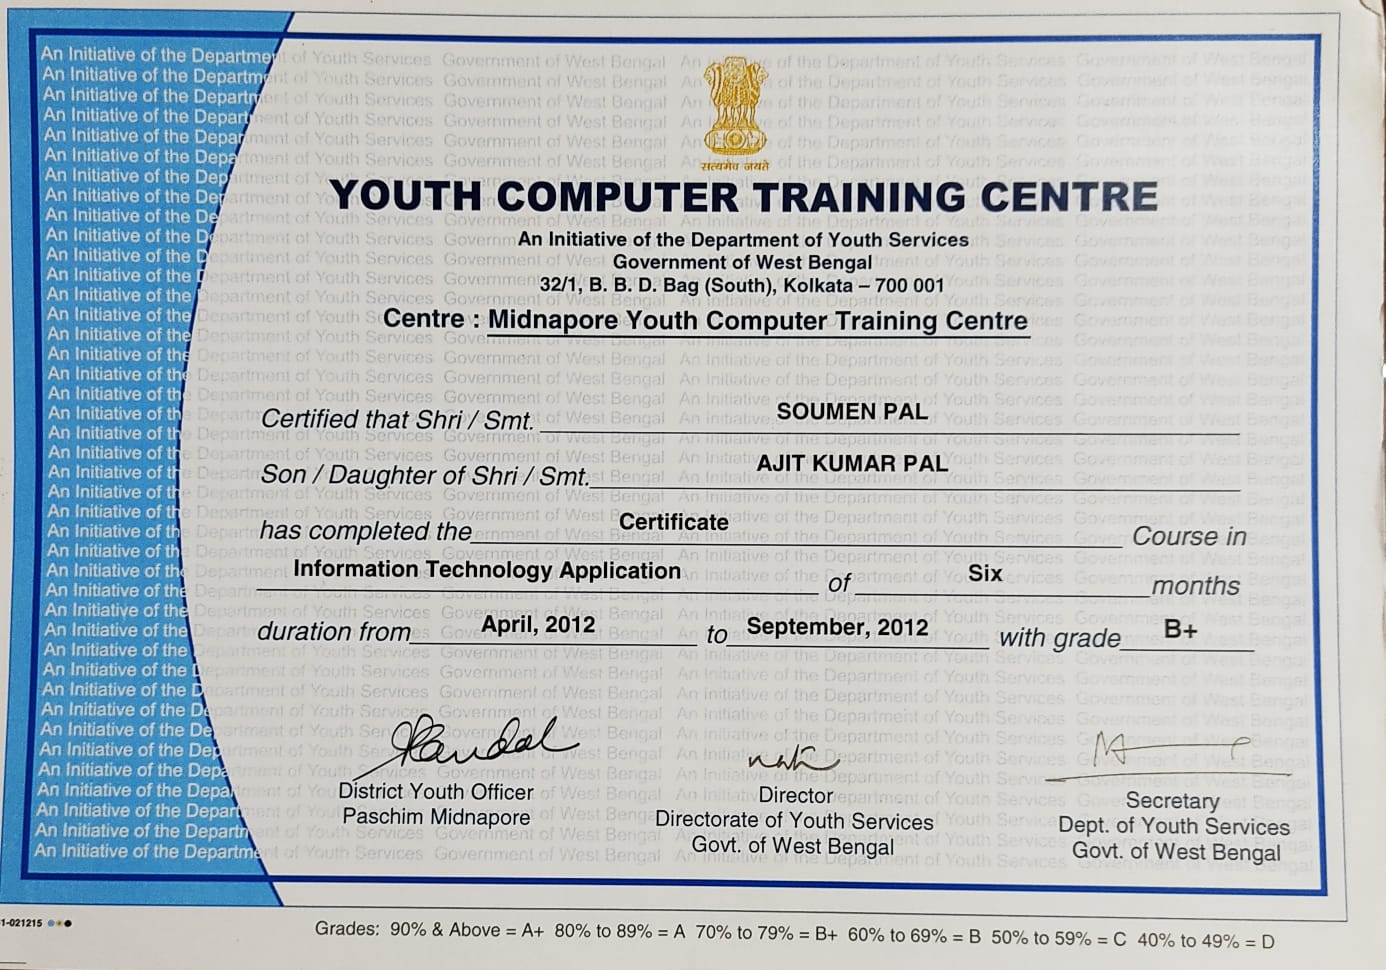 सत्यमेव जयते
YOUTH COMPUTER TRAINING CENTRE
An Initiative of the Department of Youth Services
Government of West Bengal
32/1, B. B. D. Bag (South), Kolkata – 700 001
Centre : Midnapore Youth Computer Training Centre
Certified that Shri / Smt. SOUMEN PAL
Son / Daughter of Shri / Smt. AJIT KUMAR PAL
has completed the Certificate Course in
Information Technology Application of Six months
duration from April, 2012 to September, 2012 with grade B+
District Youth Officer
Paschim Midnapore
Director
Directorate of Youth Services
Govt. of West Bengal
Secretary
Dept. of Youth Services
Govt. of West Bengal
1-021215
Grades: 90% & Above = A+ 80% to 89% = A 70% to 79% = B+ 60% to 69% = B 50% to 59% = C 40% to 49% = D